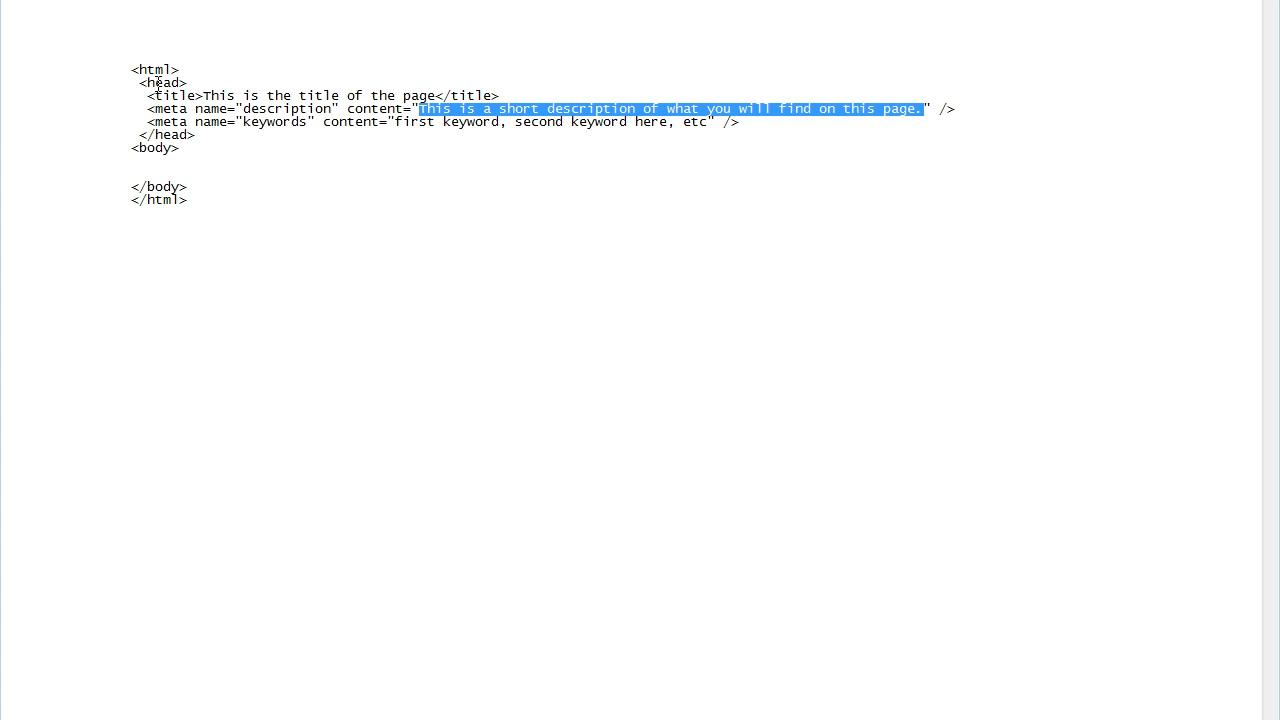 <html>
<head>
<title>This is the title of the page</title>
<meta name="description" content="This is a short description of what you will find on this page." />
<meta name="keywords" content="first keyword, second keyword here, etc" />
</head>
<body>
</body>
</html>